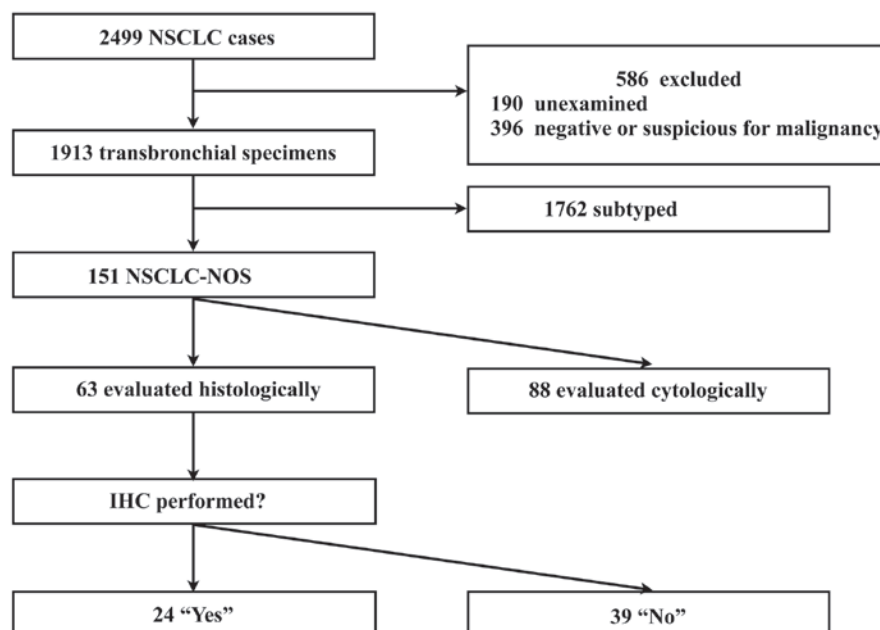 2499 NSCLC cases
586 excluded
190 unexamined
396 negative or suspicious for malignancy
1913 transbronchial specimens
1762 subtyped
151 NSCLC-NOS
63 evaluated histologically
88 evaluated cytologically
IHC performed?
24 “Yes”
39 “No”